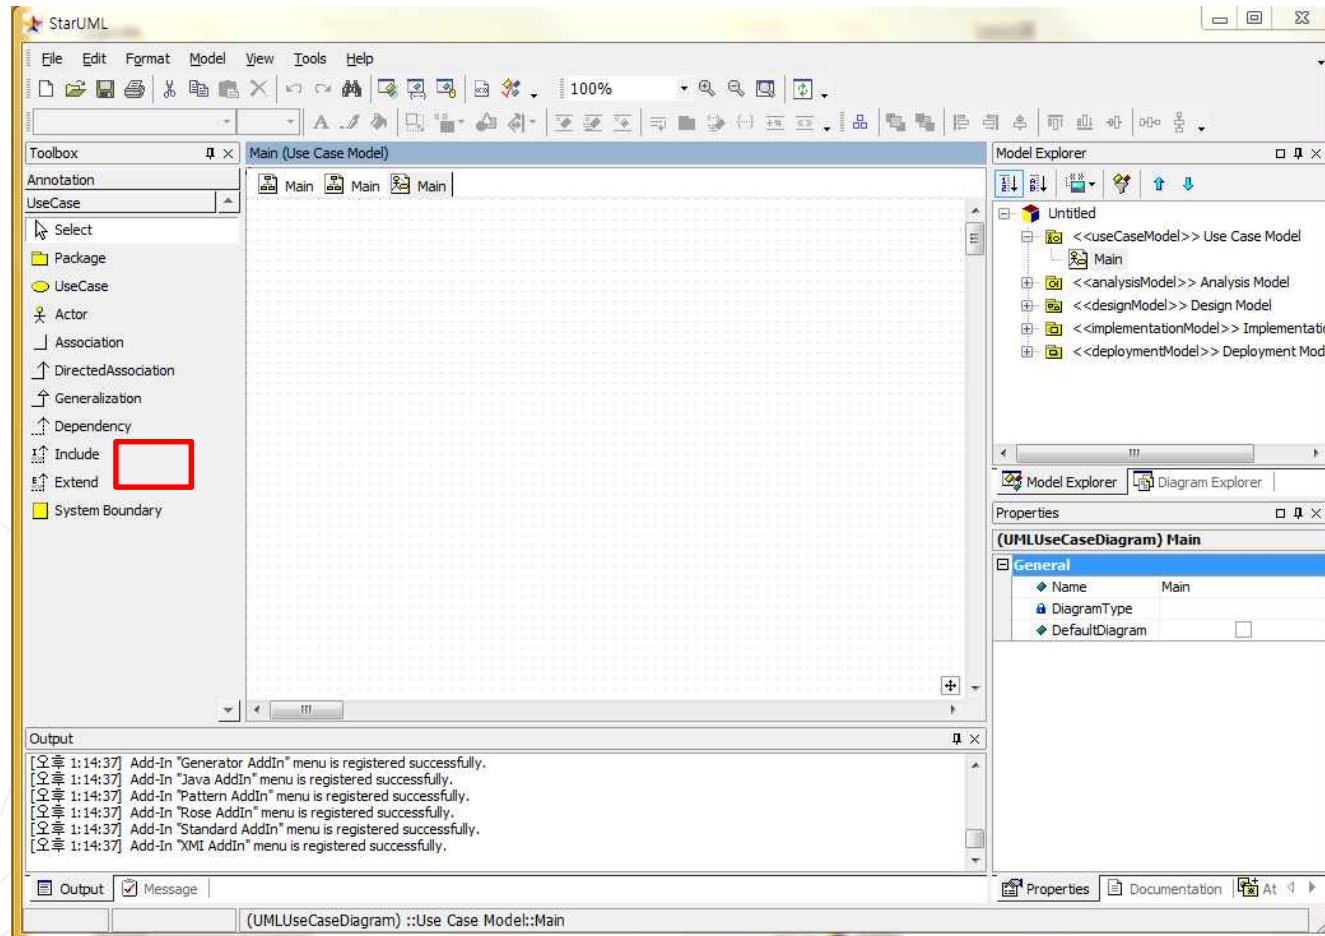 StarUML
File Edit Format Model View Tools Help
100%
Toolbox
Annotation
UseCase
Select
Package
UseCase
Actor
Association
DirectedAssociation
Generalization
Dependency
Include
Extend
System Boundary
Main (Use Case Model)
Main Main Main
Model Explorer
Untitled
<<useCaseModel>> Use Case Model
Main
<<analysisModel>> Analysis Model
<<designModel>> Design Model
<<implementationModel>> Implementati
<<deploymentModel>> Deployment Mod
Model Explorer Diagram Explorer
Properties
(UMLUseCaseDiagram) Main
General
Name Main
DiagramType
DefaultDiagram
Output
[오후 1:14:37] Add-In "Generator AddIn" menu is registered successfully.
[오후 1:14:37] Add-In "Java AddIn" menu is registered successfully.
[오후 1:14:37] Add-In "Pattern AddIn" menu is registered successfully.
[오후 1:14:37] Add-In "Rose AddIn" menu is registered successfully.
[오후 1:14:37] Add-In "Standard AddIn" menu is registered successfully.
[오후 1:14:37] Add-In "XMI AddIn" menu is registered successfully.
Output Message
Properties Documentation At
(UMLUseCaseDiagram) ::Use Case Model::Main